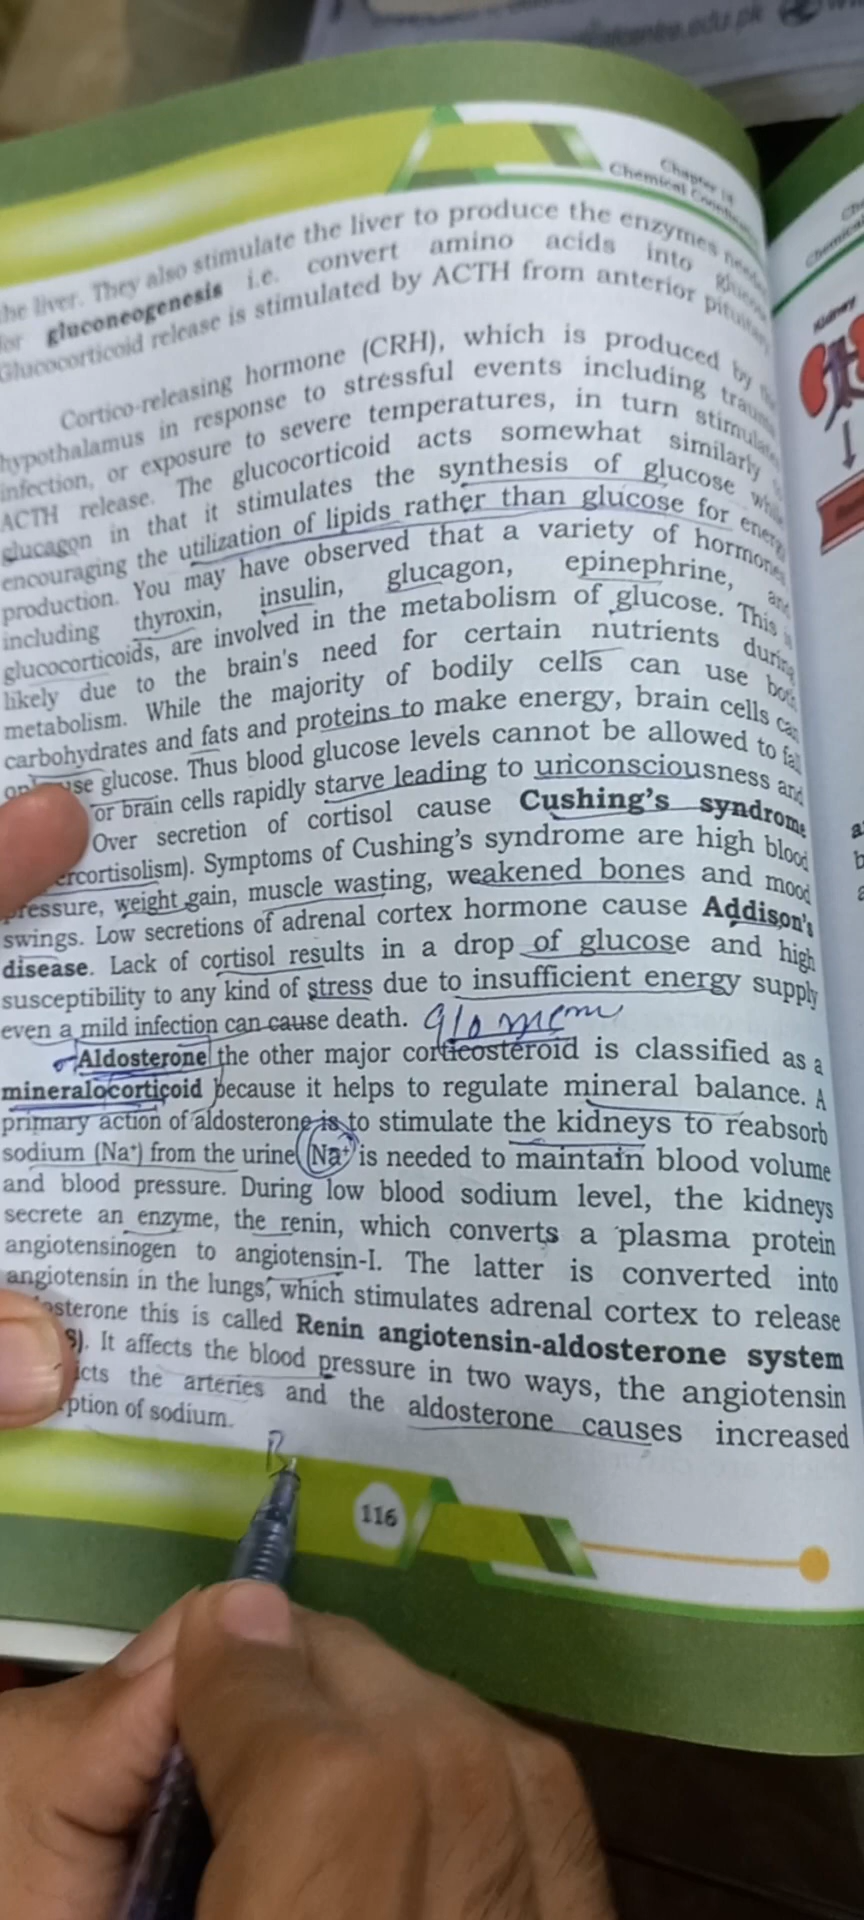 Chapter
Chemical
the liver. They also stimulate the liver to produce the enzymes
for gluconeogenesis i.e. convert amino acids into
Glucocorticoid release is stimulated by ACTH from anterior
Cortico-releasing hormone (CRH), which is produced by
hypothalamus in response to stressful events including
infection, or exposure to severe temperatures, in turn
ACTH release. The glucocorticoid acts somewhat similarly
glucagon in that it stimulates the synthesis of glucose
encouraging the utilization of lipids rather than glucose for
production. You may have observed that a variety of hormones
including thyroxin, insulin, glucagon, epinephrine,
glucocorticoids, are involved in the metabolism of glucose. This
likely due to the brain's need for certain nutrients during
metabolism. While the majority of bodily cells can use
carbohydrates and fats and proteins to make energy, brain cells
use glucose. Thus blood glucose levels cannot be allowed to
or brain cells rapidly starve leading to uriconsciousness and
Over secretion of cortisol cause Cushing's syndrome
ercortisolism). Symptoms of Cushing's syndrome are high blood
pressure, weight gain, muscle wasting, weakened bones and mood
swings. Low secretions of adrenal cortex hormone cause Addison's
disease. Lack of cortisol results in a drop of glucose and high
susceptibility to any kind of stress due to insufficient energy supply
even a mild infection can cause death.
Aldosterone the other major corticosteroid is classified as a
mineralocorticoid because it helps to regulate mineral balance. A
primary action of aldosterone is to stimulate the kidneys to reabsorb
sodium (Na⁺) from the urine (Na⁺ is needed to maintain blood volume
and blood pressure. During low blood sodium level, the kidneys
secrete an enzyme, the renin, which converts a plasma protein
angiotensinogen to angiotensin-I. The latter is converted into
angiotensin in the lungs, which stimulates adrenal cortex to release
osterone this is called Renin angiotensin-aldosterone system
S). It affects the blood pressure in two ways, the angiotensin
icts the arteries and the aldosterone causes increased
ption of sodium.
116
Kidney